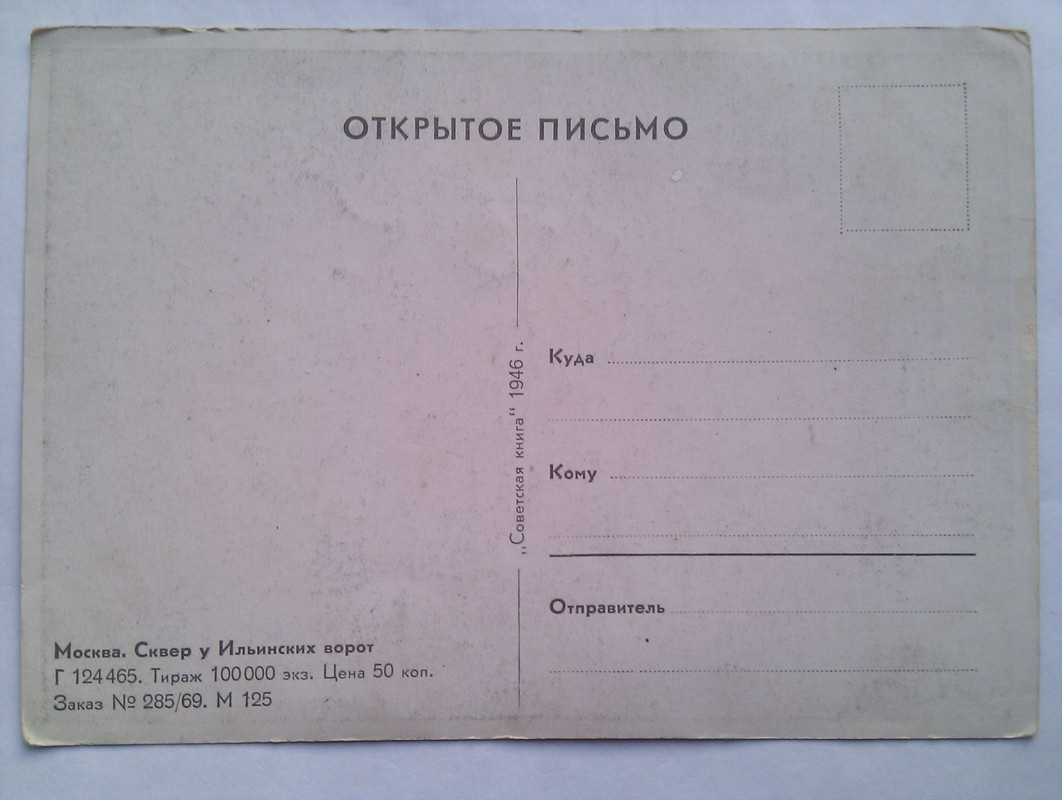 ОТКРЫТОЕ ПИСЬМО
„Советская книга“ 1946 г.
Куда
Кому
Отправитель
Москва. Сквер у Ильинских ворот
Г 124465. Тираж 100000 экз. Цена 50 коп.
Заказ № 285/69. М 125